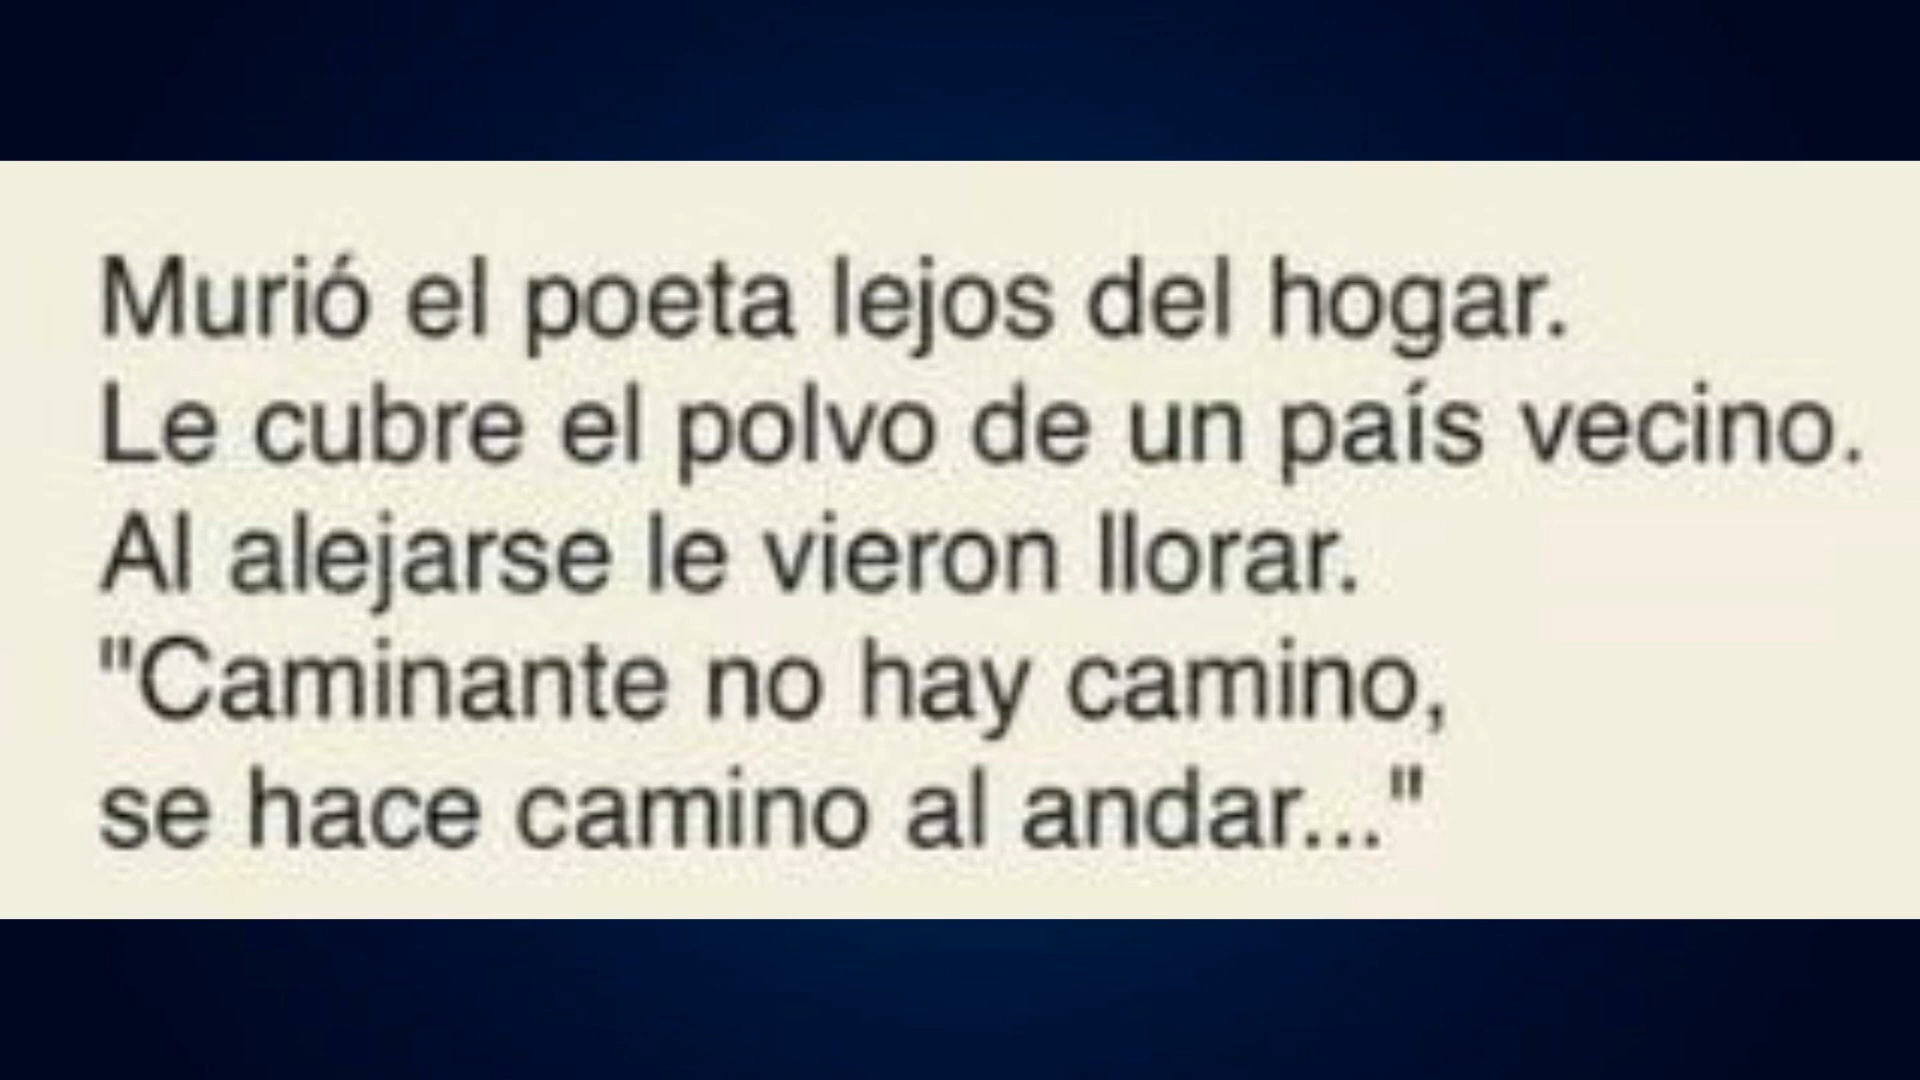 Murió el poeta lejos del hogar.
Le cubre el polvo de un país vecino.
Al alejarse le vieron llorar.
"Caminante no hay camino,
se hace camino al andar..."